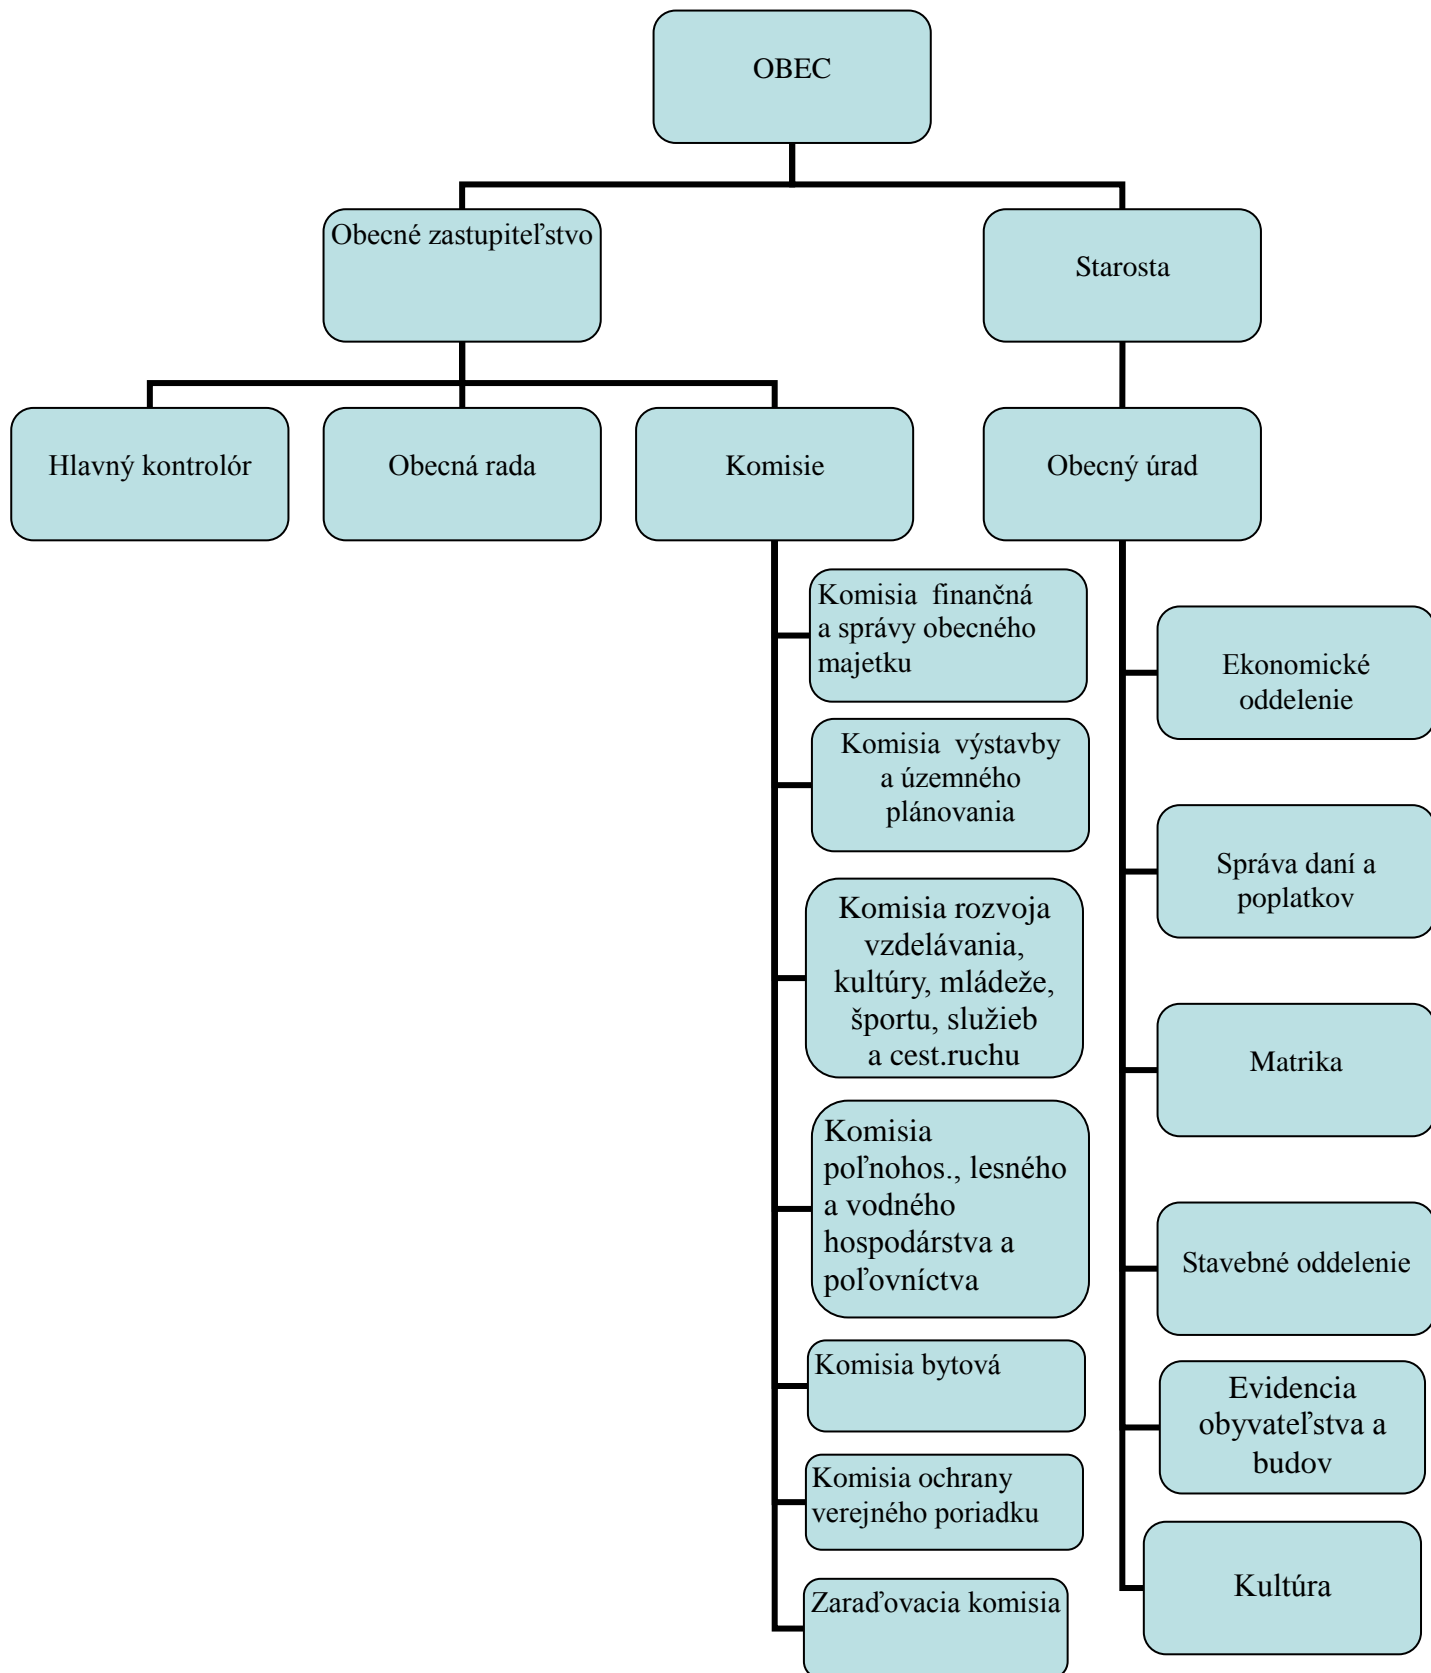 OBEC
Obecné zastupiteľstvo
Starosta
Hlavný kontrolór
Obecná rada
Komisie
Obecný úrad
Komisia  finančná
a správy obecného
majetku
Komisia  výstavby
a územného
plánovania
Komisia rozvoja
vzdelávania,
kultúry, mládeže,
športu, služieb
a cest.ruchu
Komisia
poľnohos., lesného
a vodného
hospodárstva a
poľovníctva
Komisia bytová
Komisia ochrany
verejného poriadku
Zaraďovacia komisia
Ekonomické
oddelenie
Správa daní a
poplatkov
Matrika
Stavebné oddelenie
Evidencia
obyvateľstva a
budov
Kultúra